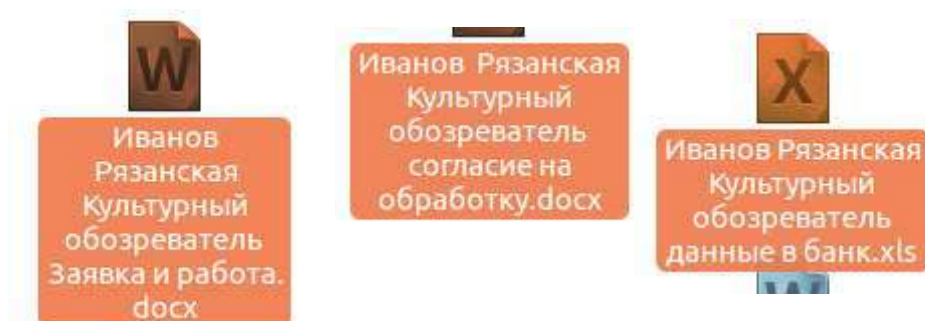 W
Иванов
Рязанская
Культурный
обозреватель
Заявка и работа.
docx
Иванов Рязанская
Культурный
обозреватель
согласие на
обработку.docx
X
Иванов Рязанская
Культурный
обозреватель
данные в банк.xls
W